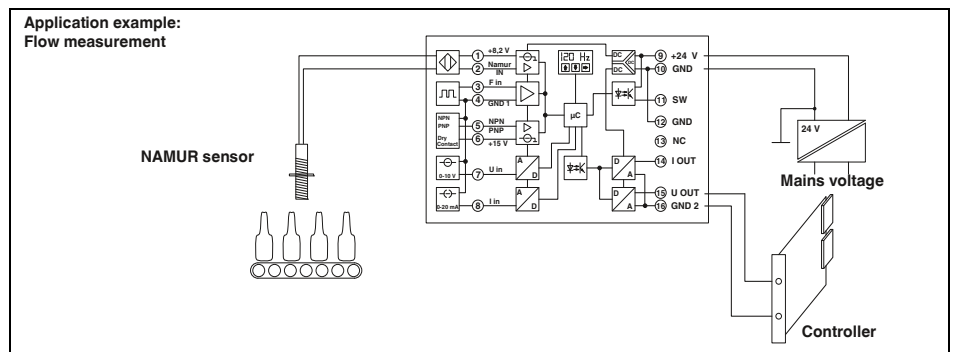 Application example:
Flow measurement
NAMUR sensor
1 +8,2 V
2 Namur
IN
3 F in
4 GND 1
NPN
PNP
Dry
Contact
5 NPN
PNP
6 +15 V
0-10 V
7 U in
0-20 mA
8 I in
A
D
A
D
120 Hz
µC
DC
DC
DC
D
A
D
A
9 +24 V
10 GND
11 SW
12 GND
13 NC
14 I OUT
15 U OUT
16 GND 2
24 V
Mains voltage
Controller